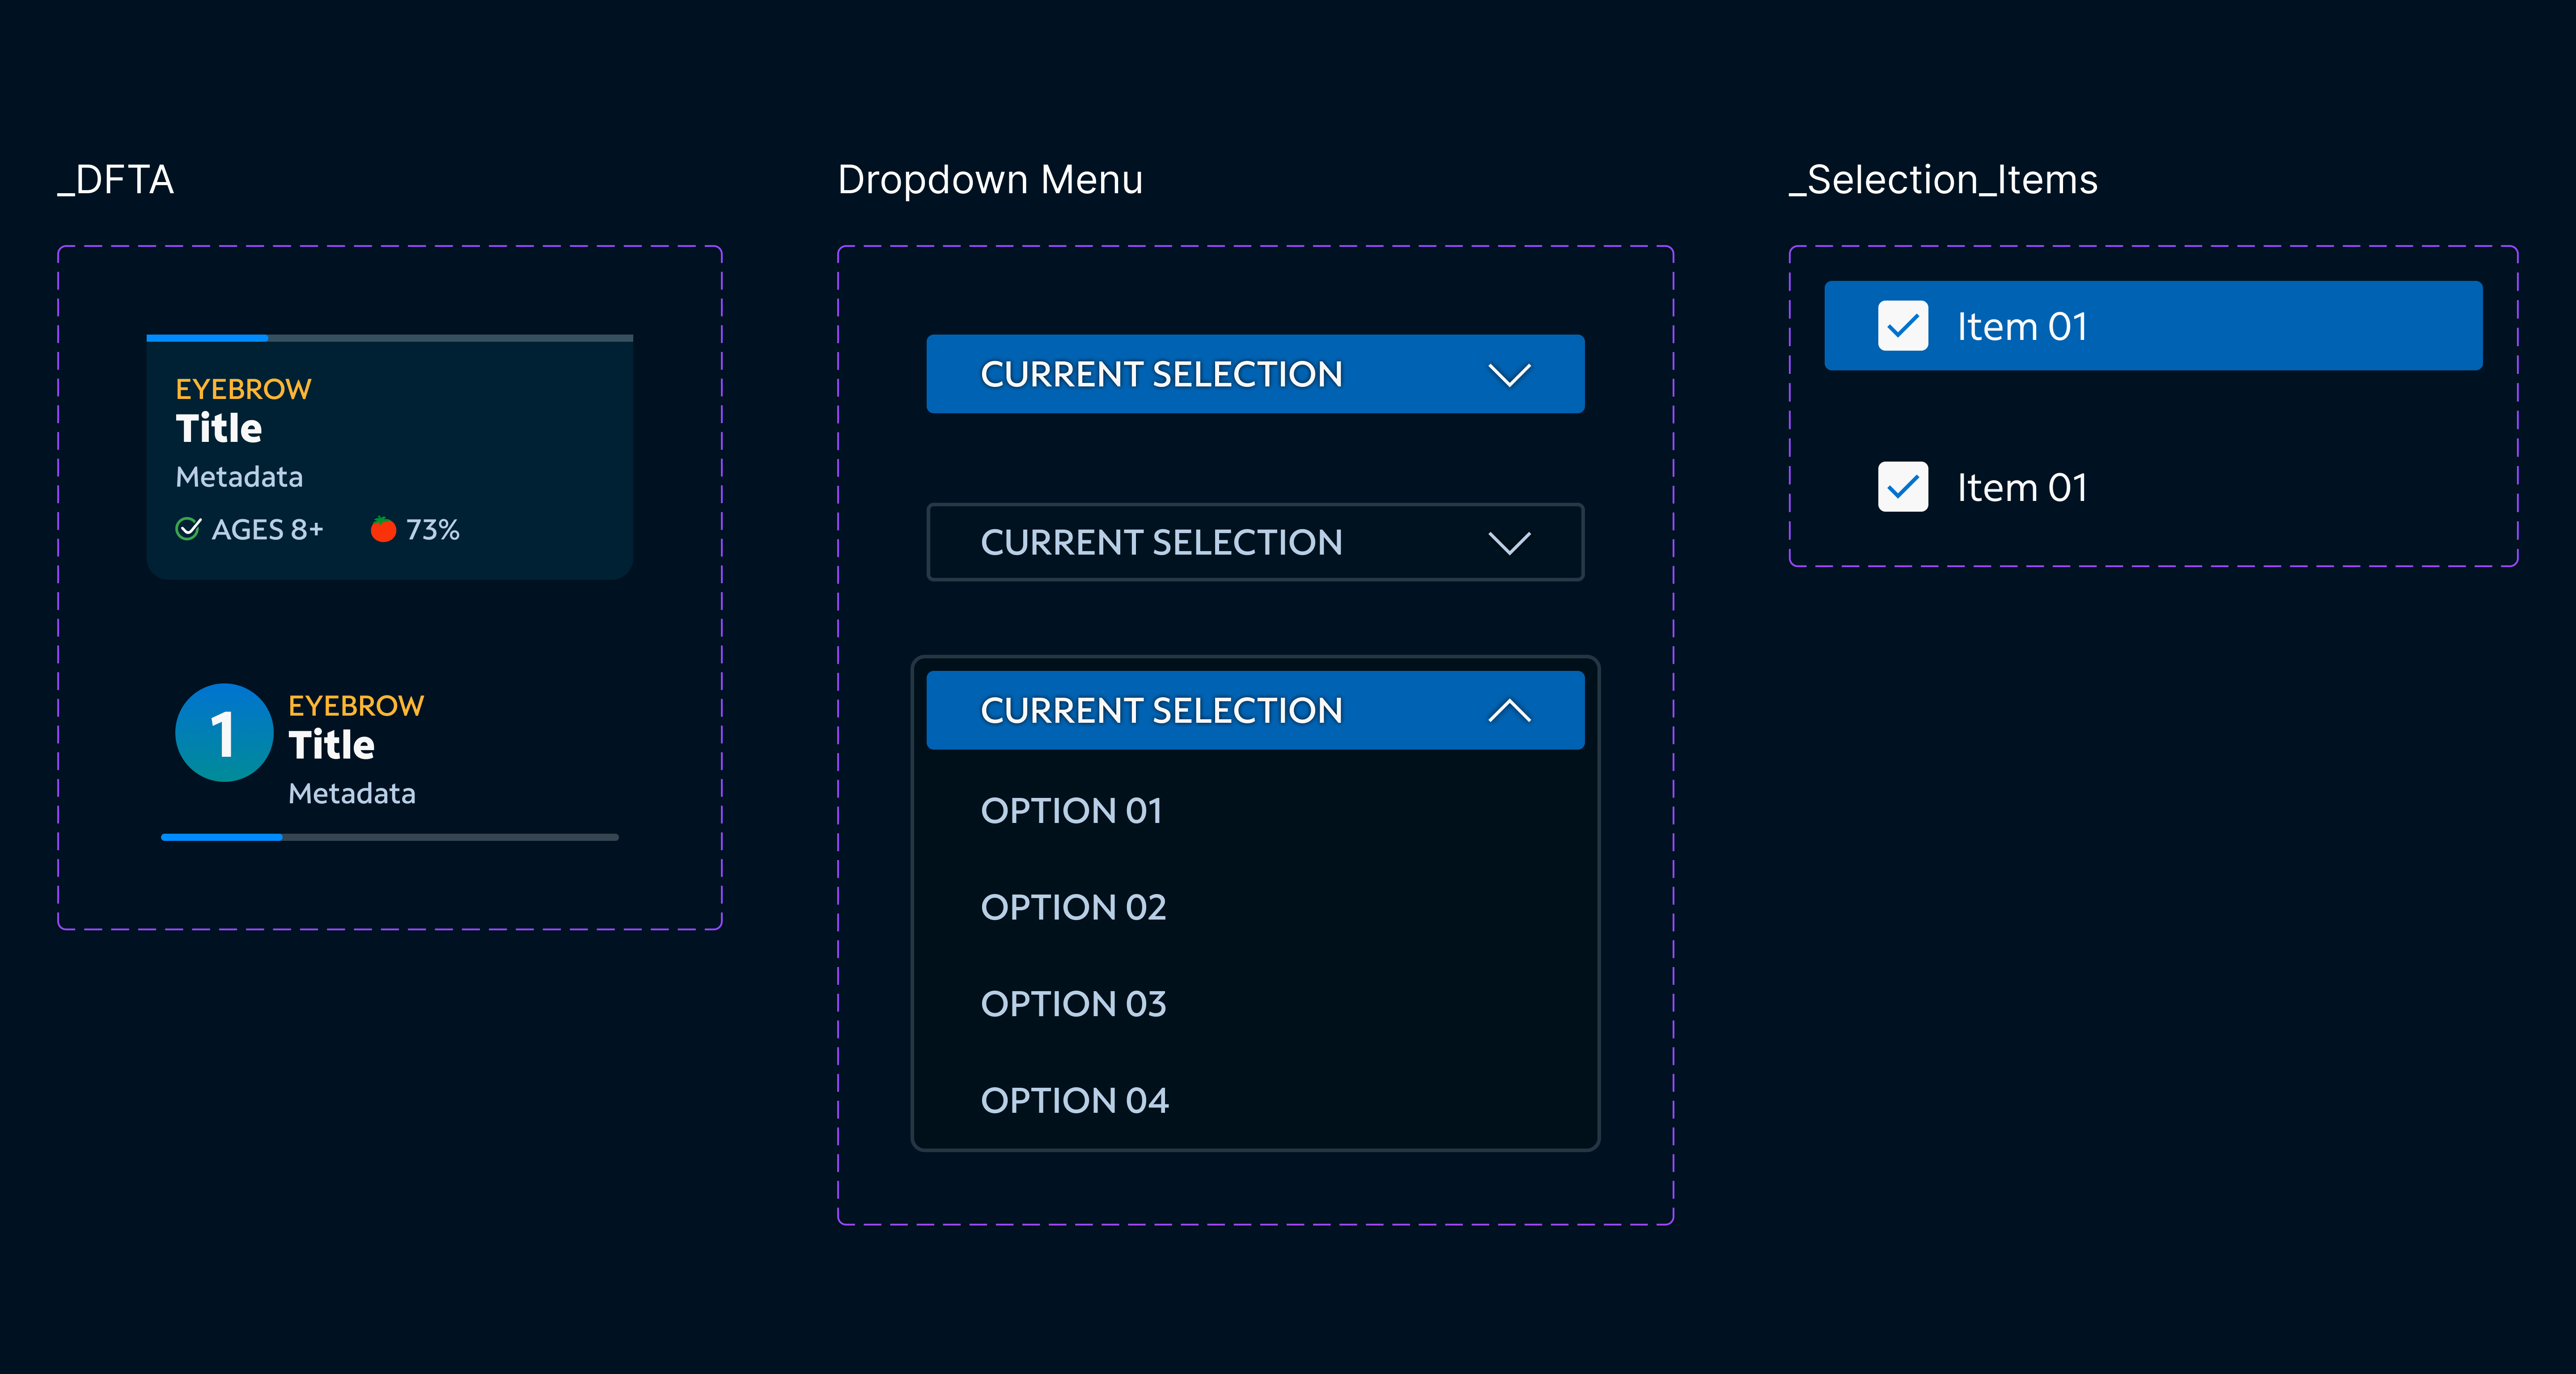 _DFTA
EYEBROW
Title
Metadata
AGES 8+ 73%
1
EYEBROW
Title
Metadata
Dropdown Menu
CURRENT SELECTION
CURRENT SELECTION
CURRENT SELECTION
OPTION 01
OPTION 02
OPTION 03
OPTION 04
_Selection_Items
Item 01
Item 01